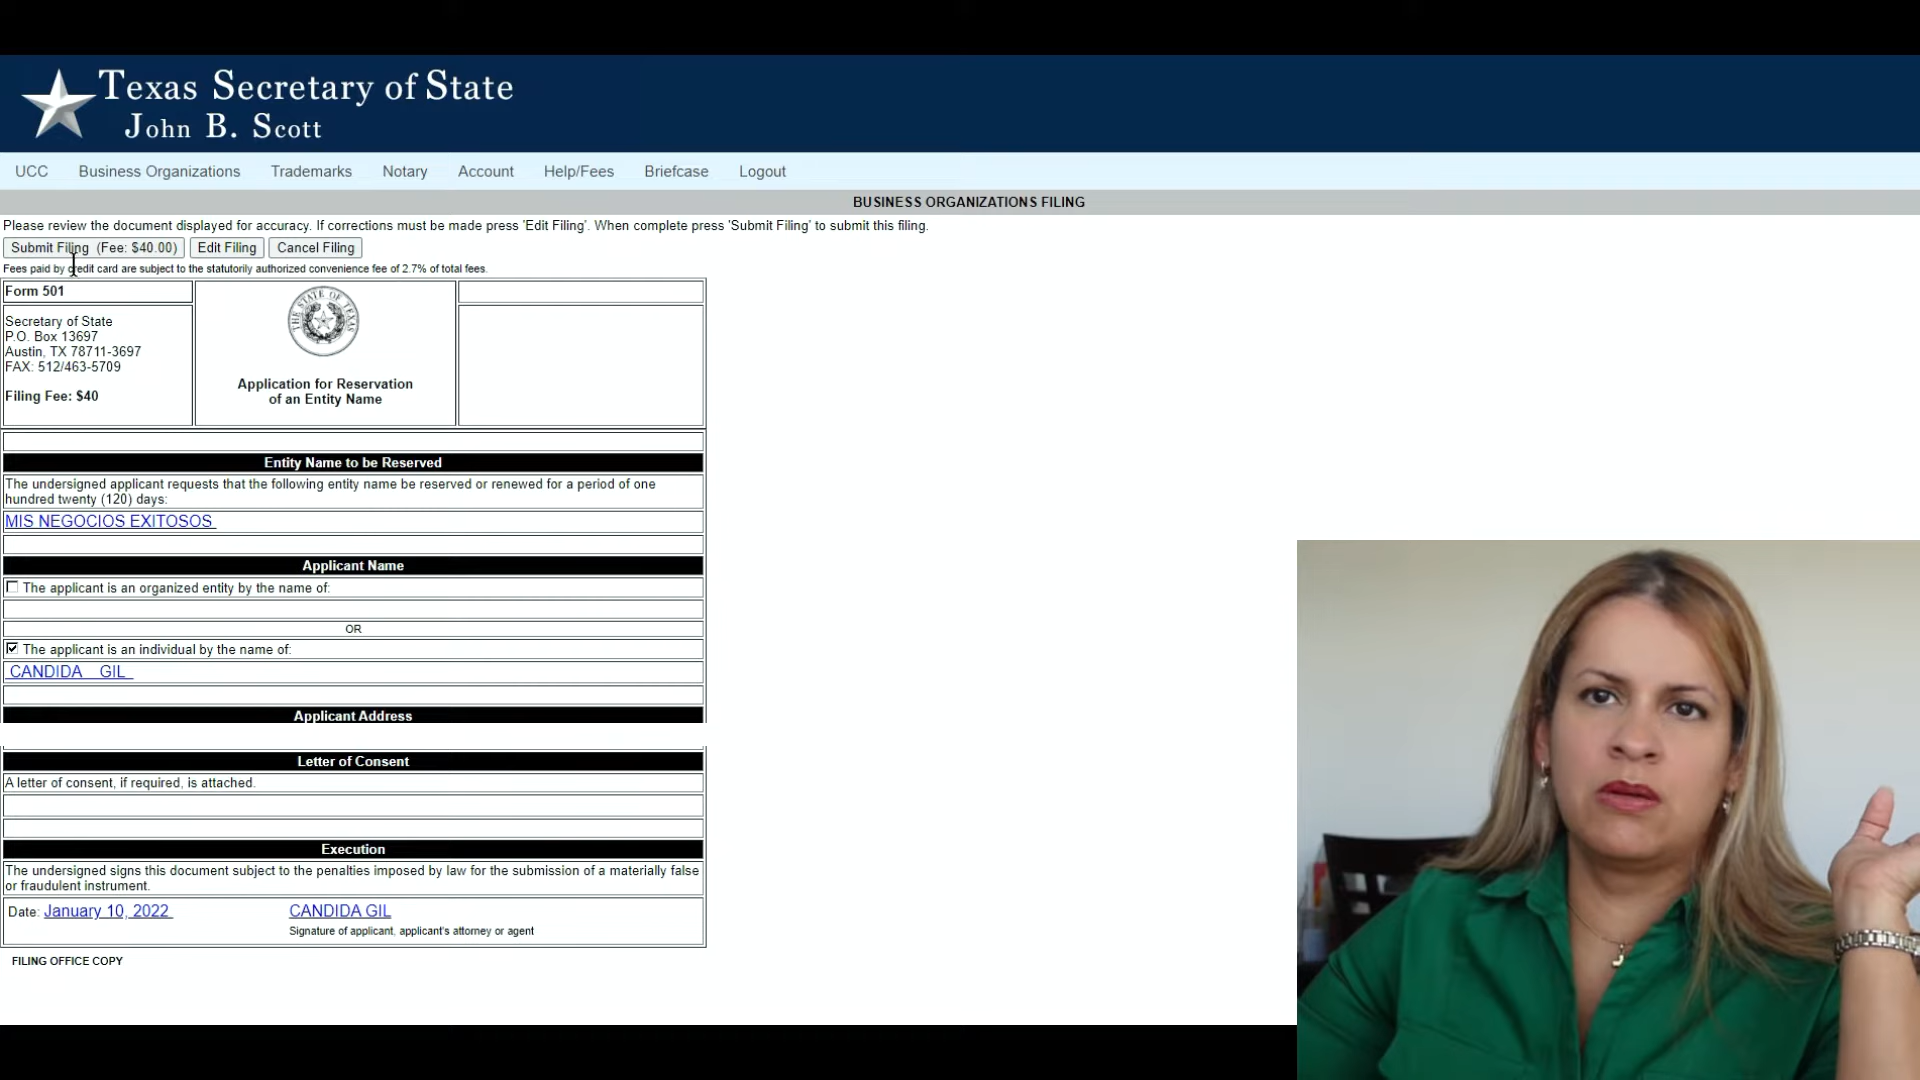 Texas Secretary of State
John B. Scott
UCC Business Organizations Trademarks Notary Account Help/Fees Briefcase Logout
BUSINESS ORGANIZATIONS FILING
Please review the document displayed for accuracy. If corrections must be made press 'Edit Filing'. When complete press 'Submit Filing' to submit this filing.
Submit Filing (Fee: $40.00) Edit Filing Cancel Filing
Fees paid by credit card are subject to the statutorily authorized convenience fee of 2.7% of total fees.
Form 501
Secretary of State
P.O. Box 13697
Austin, TX 78711-3697
FAX: 512/463-5709
Filing Fee: $40
THE STATE OF TEXAS
Application for Reservation
of an Entity Name
Entity Name to be Reserved
The undersigned applicant requests that the following entity name be reserved or renewed for a period of one
hundred twenty (120) days:
MIS NEGOCIOS EXITOSOS
Applicant Name
The applicant is an organized entity by the name of:
OR
The applicant is an individual by the name of:
CANDIDA GIL
Applicant Address
Letter of Consent
A letter of consent, if required, is attached.
Execution
The undersigned signs this document subject to the penalties imposed by law for the submission of a materially false
or fraudulent instrument.
Date: January 10, 2022 CANDIDA GIL
Signature of applicant, applicant's attorney or agent
FILING OFFICE COPY